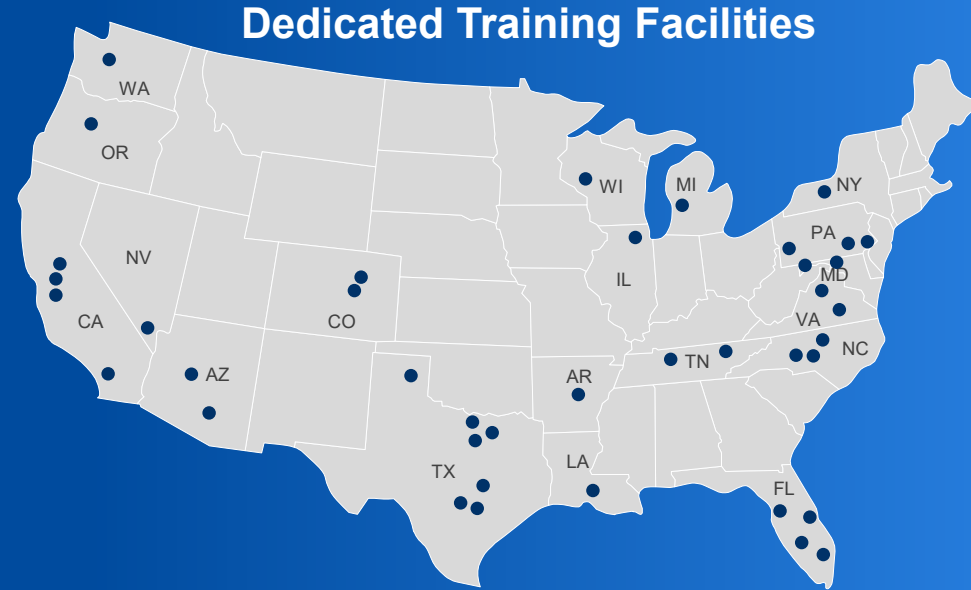 Dedicated Training Facilities
WA
OR
WI
MI
NY
PA
NV
MD
IL
CA
CO
VA
NC
TN
AZ
AR
LA
TX
FL